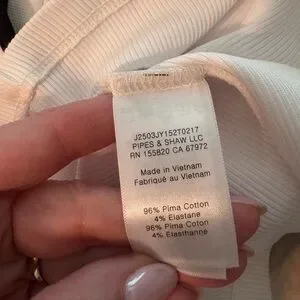 J2503JY152T0217
PIPES & SHAW LLC
RN 155820 CA 67972
Made in Vietnam
Fabriqué au Vietnam
96% Pima Cotton
4% Elastane
96% Pima Cotton
4% Elasthanne